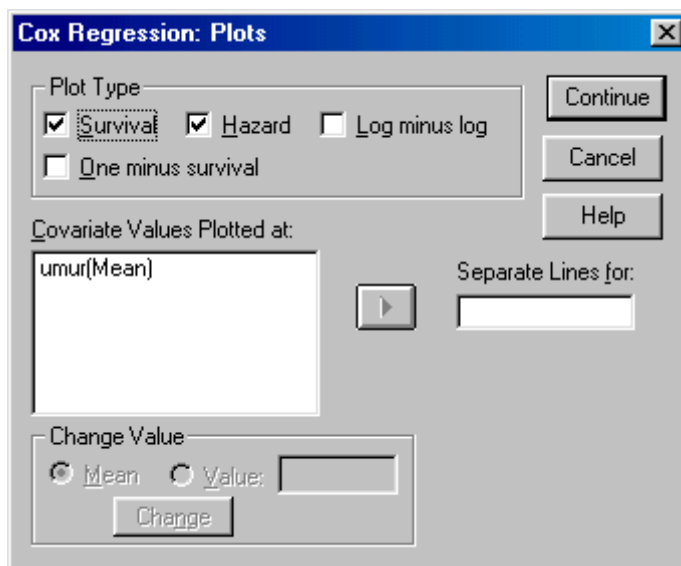 Cox Regression: Plots
Plot Type
Survival Hazard Log minus log
One minus survival
Continue
Cancel
Help
Covariate Values Plotted at:
umur(Mean)
Separate Lines for:
Change Value
Mean Value:
Change